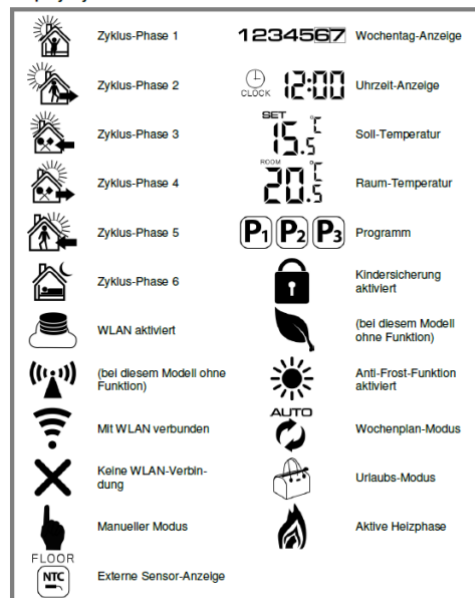 Zyklus-Phase 1
1234567 Wochentag-Anzeige
Zyklus-Phase 2
CLOCK 12:00 Uhrzeit-Anzeige
Zyklus-Phase 3
SET 15.5°C Soll-Temperatur
Zyklus-Phase 4
ROOM 20.5°C Raum-Temperatur
Zyklus-Phase 5
P1 P2 P3 Programm
Zyklus-Phase 6
Kindersicherung
aktiviert
WLAN aktiviert
(bei diesem Modell
ohne Funktion)
(bei diesem Modell ohne
Funktion)
Anti-Frost-Funktion
aktiviert
Mit WLAN verbunden
AUTO Wochenplan-Modus
Keine WLAN-Verbin-
dung
Urlaubs-Modus
Manueller Modus
Aktive Heizphase
FLOOR
NTC Externe Sensor-Anzeige